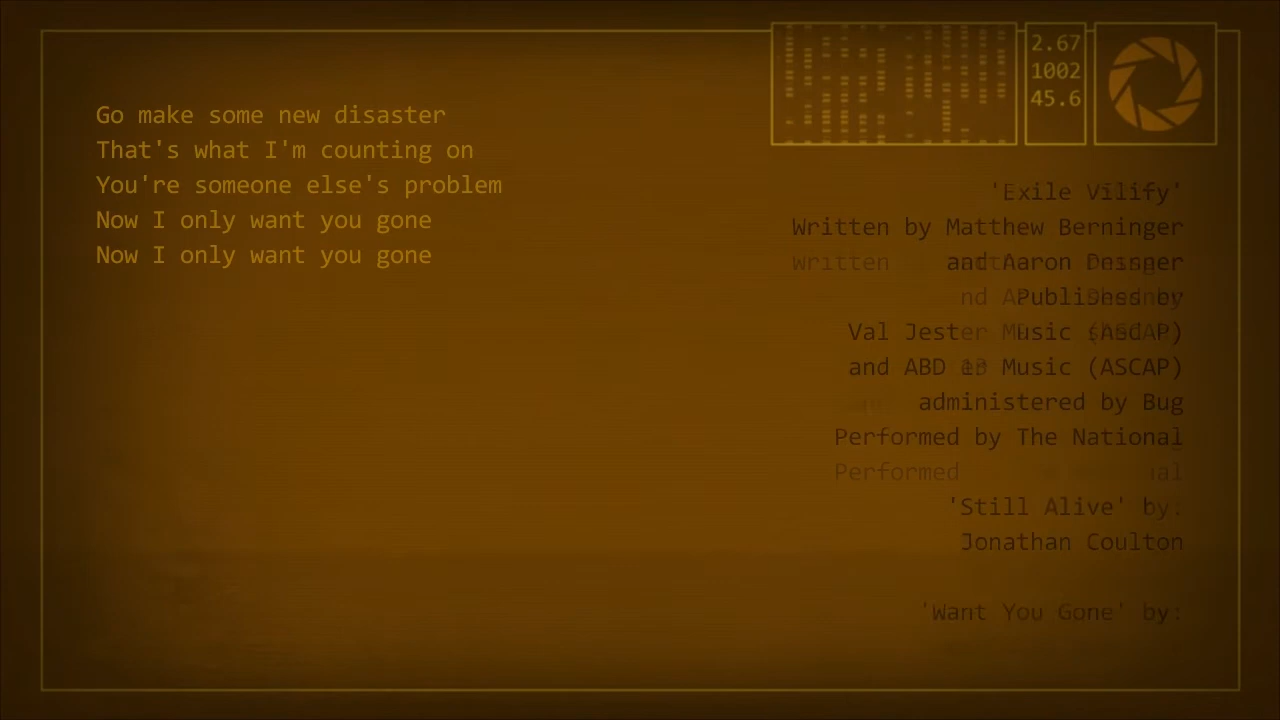 Go make some new disaster
That's what I'm counting on
You're someone else's problem
Now I only want you gone
Now I only want you gone
2.67
1002
45.6
'Exile Vilify'
Written by Matthew Berninger
and Aaron Dessner
Published by
Val Jester Music (ASCAP)
and ABD 13 Music (ASCAP)
administered by Bug
Performed by The National
'Still Alive' by:
Jonathan Coulton
'Want You Gone' by: